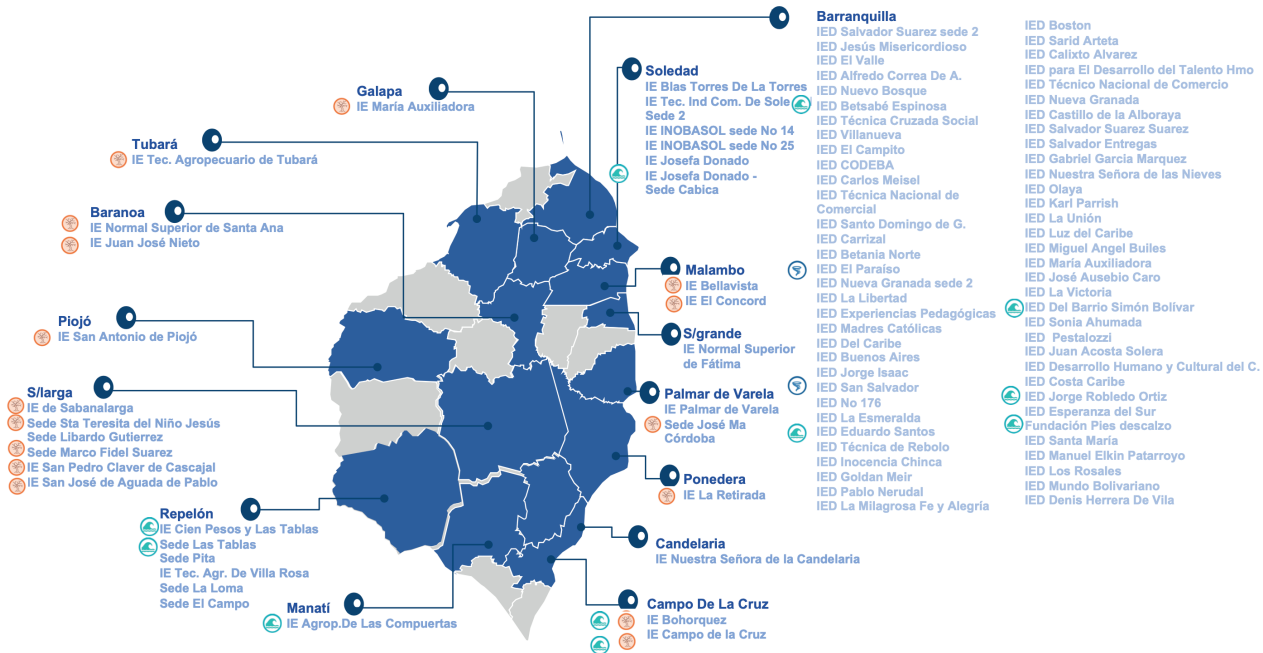 Barranquilla
IED Salvador Suarez sede 2
IED Jesús Misericordioso
IED El Valle
IED Alfredo Correa De A.
IED Nuevo Bosque
IED Betsabé Espinosa
IED Técnica Cruzada Social
IED Villanueva
IED El Campito
IED CODEBA
IED Carlos Meisel
IED Técnica Nacional de
Comercial
IED Santo Domingo de G.
IED Carrizal
IED Betania Norte
IED El Paraíso
IED Nueva Granada sede 2
IED La Libertad
IED Experiencias Pedagógicas
IED Madres Católicas
IED Del Caribe
IED Buenos Aires
IED Jorge Isaac
IED San Salvador
IED No 176
IED La Esmeralda
IED Eduardo Santos
IED Técnica de Rebolo
IED Inocencia Chinca
IED Goldan Meir
IED Pablo Nerudal
IED La Milagrosa Fe y Alegría
IED Boston
IED Sarid Arteta
IED Calixto Alvarez
IED para El Desarrollo del Talento Hmo
IED Técnico Nacional de Comercio
IED Nueva Granada
IED Castillo de la Alboraya
IED Salvador Suarez Suarez
IED Salvador Entregas
IED Gabriel Garcia Marquez
IED Nuestra Señora de las Nieves
IED Olaya
IED Karl Parrish
IED La Unión
IED Luz del Caribe
IED Miguel Angel Builes
IED María Auxiliadora
IED José Ausebio Caro
IED La Victoria
IED Del Barrio Simón Bolívar
IED Sonia Ahumada
IED Pestalozzi
IED Juan Acosta Solera
IED Desarrollo Humano y Cultural del C.
IED Costa Caribe
IED Jorge Robledo Ortiz
IED Esperanza del Sur
Fundación Pies descalzo
IED Santa María
IED Manuel Elkin Patarroyo
IED Los Rosales
IED Mundo Bolivariano
IED Denis Herrera De Vila
Soledad
IE Blas Torres De La Torres
IE Tec. Ind Com. De Sole
Sede 2
IE INOBASOL sede No 14
IE INOBASOL sede No 25
IE Josefa Donado
IE Josefa Donado -
Sede Cabica
Galapa
IE María Auxiliadora
Tubará
IE Tec. Agropecuario de Tubará
Baranoa
IE Normal Superior de Santa Ana
IE Juan José Nieto
Malambo
IE Bellavista
IE El Concord
Piojó
IE San Antonio de Piojó
S/grande
IE Normal Superior
de Fátima
S/larga
IE de Sabanalarga
Sede Sta Teresita del Niño Jesús
Sede Libardo Gutierrez
Sede Marco Fidel Suarez
IE San Pedro Claver de Cascajal
IE San José de Aguada de Pablo
Palmar de Varela
IE Palmar de Varela
Sede José Ma
Córdoba
Ponedera
IE La Retirada
Repelón
IE Cien Pesos y Las Tablas
Sede Las Tablas
Sede Pita
IE Tec. Agr. De Villa Rosa
Sede La Loma
Sede El Campo
Candelaria
IE Nuestra Señora de la Candelaria
Manatí
IE Agrop.De Las Compuertas
Campo De La Cruz
IE Bohorquez
IE Campo de la Cruz